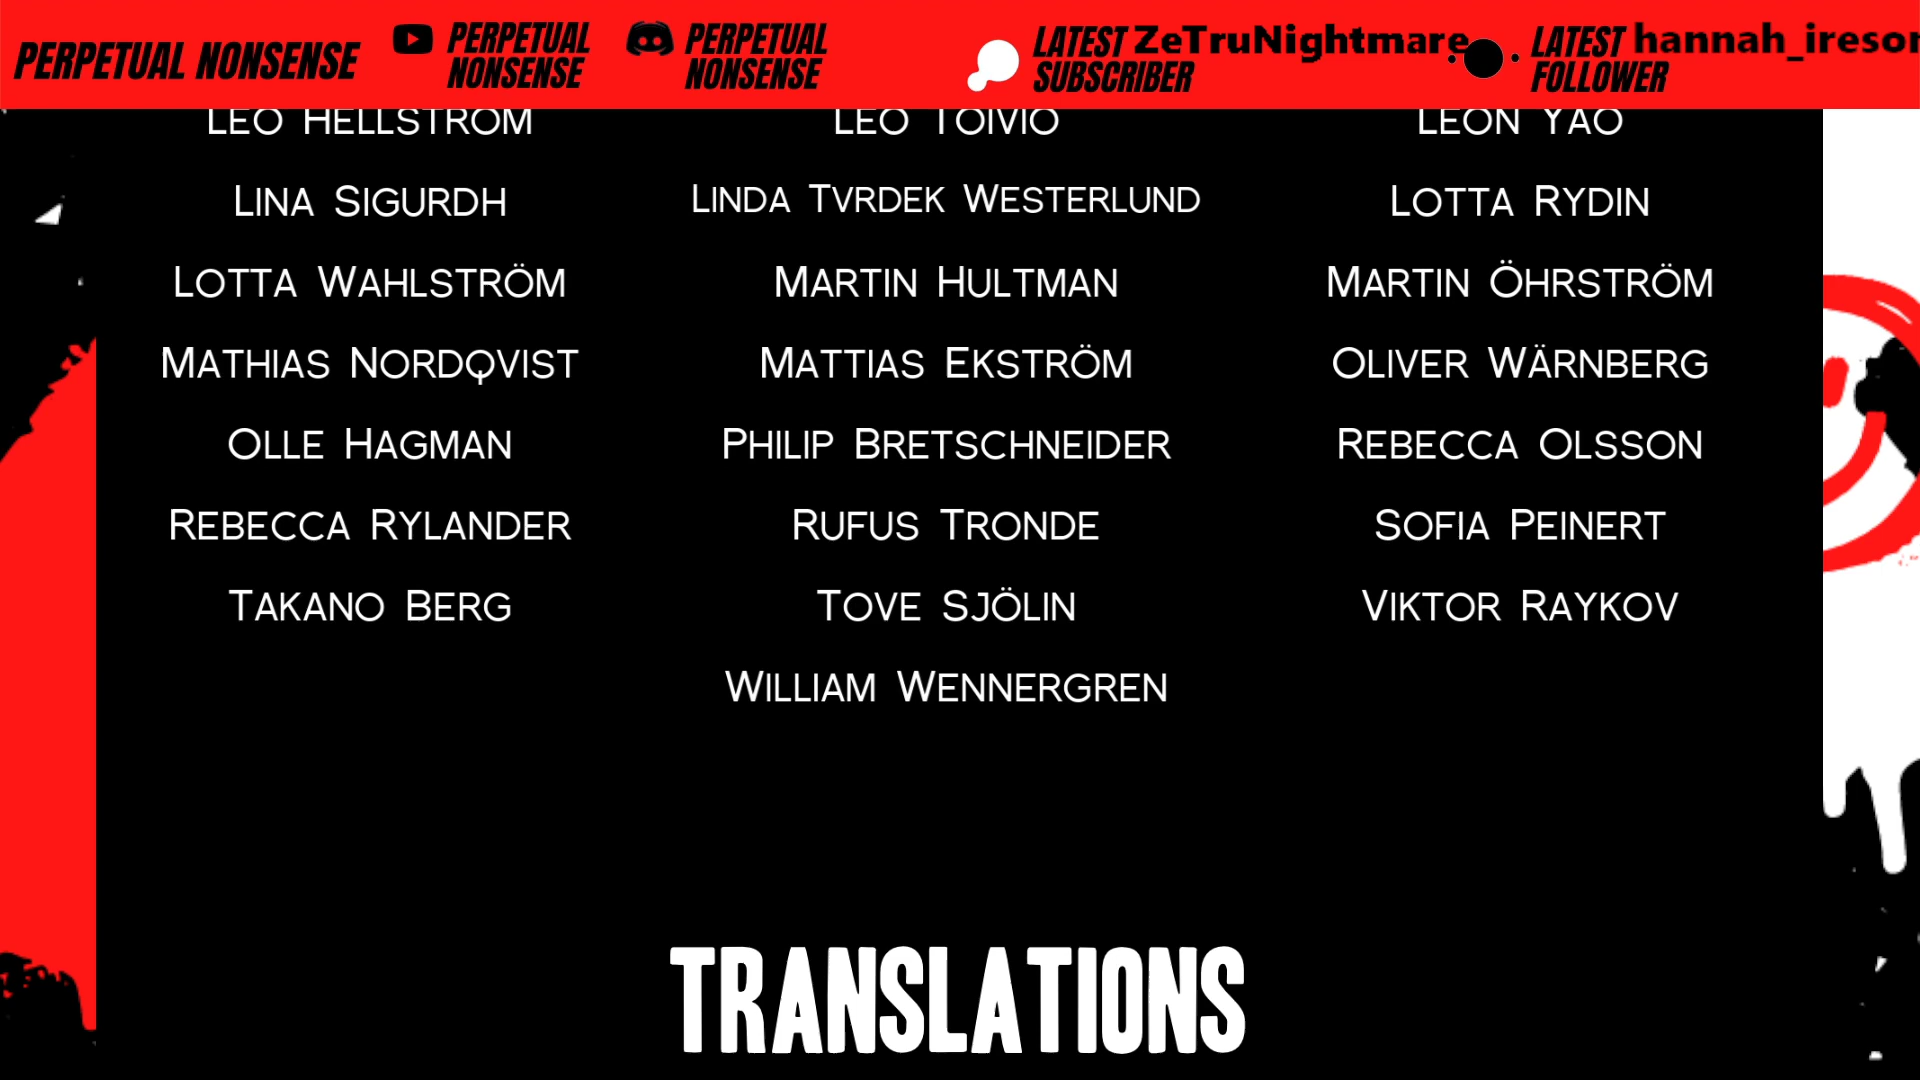 PERPETUAL NONSENSE
PERPETUAL
NONSENSE
PERPETUAL
NONSENSE
LATEST ZeTruNightmare
SUBSCRIBER
LATEST hannah_ireson
FOLLOWER
LEO HELLSTRÖM LEO TOIVIO LEON YAO
LINA SIGURDH LINDA TVRDEK WESTERLUND LOTTA RYDIN
LOTTA WAHLSTRÖM MARTIN HULTMAN MARTIN ÖHRSTRÖM
MATHIAS NORDQVIST MATTIAS EKSTRÖM OLIVER WÄRNBERG
OLLE HAGMAN PHILIP BRETSCHNEIDER REBECCA OLSSON
REBECCA RYLANDER RUFUS TRONDE SOFIA PEINERT
TAKANO BERG TOVE SJÖLIN VIKTOR RAYKOV
WILLIAM WENNERGREN
TRANSLATIONS